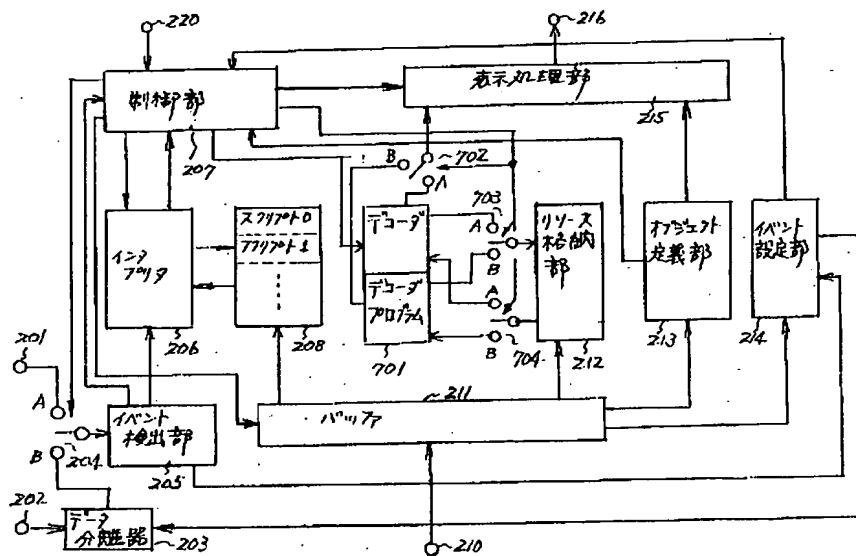 220
216
制御部
207
表示処理部
215
B
702
A
デコーダ
703
A
B
A
B
704
デコーダ
プログラム
701
インタ
プリタ
206
スクリプト0
スクリプト1
208
リソース
格納
部
212
オブジェクト
定義部
213
イベント
設定部
214
201
A
B
204
イベント
検出部
205
211
バッファ
202
データ
分離器
203
210